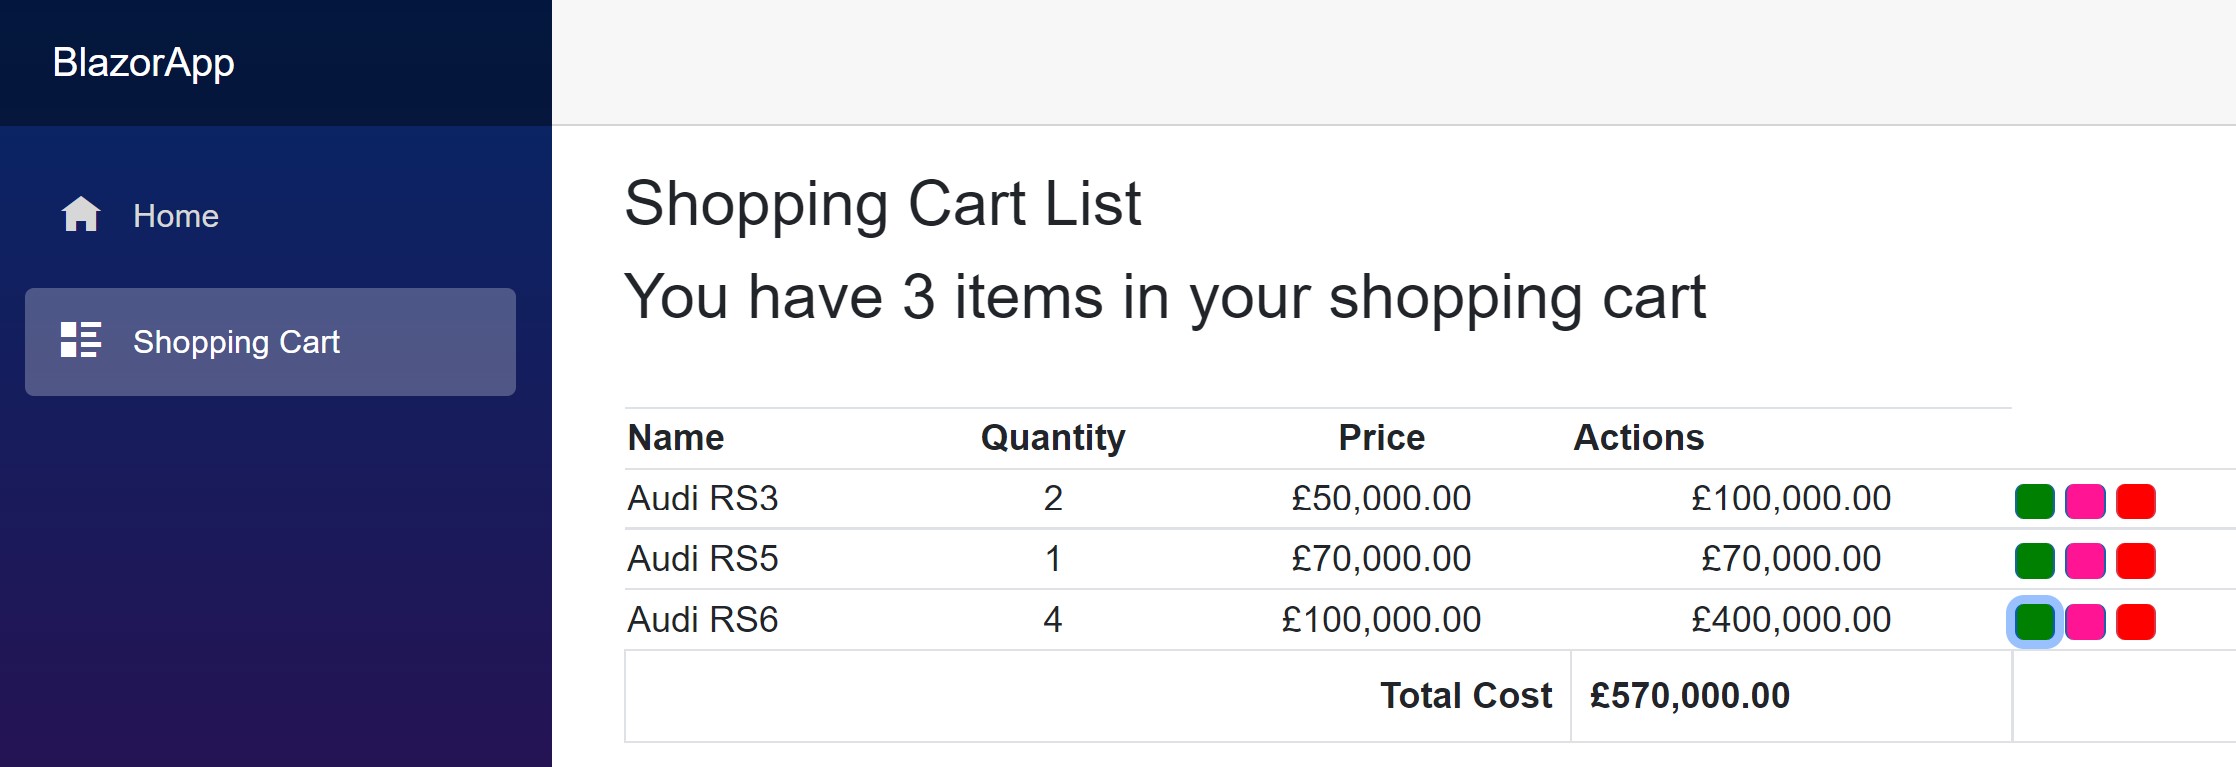 BlazorApp
Home
Shopping Cart
Shopping Cart List
You have 3 items in your shopping cart
Name Quantity Price Actions
Audi RS3 2 £50,000.00 £100,000.00
Audi RS5 1 £70,000.00 £70,000.00
Audi RS6 4 £100,000.00 £400,000.00
Total Cost £570,000.00